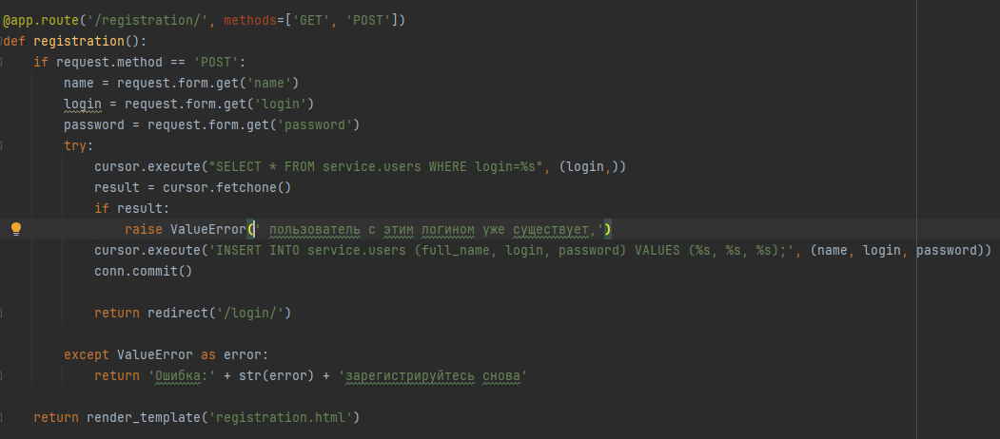 @app.route('/registration/', methods=['GET', 'POST'])
def registration():
    if request.method == 'POST':
        name = request.form.get('name')
        login = request.form.get('login')
        password = request.form.get('password')
        try:
            cursor.execute("SELECT * FROM service.users WHERE login=%s", (login,))
            result = cursor.fetchone()
            if result:
                raise ValueError(' пользователь с этим логином уже существует,')
            cursor.execute('INSERT INTO service.users (full_name, login, password) VALUES (%s, %s, %s);', (name, login, password))
            conn.commit()
            return redirect('/login/')
        except ValueError as error:
            return 'Ошибка:' + str(error) + 'зарегистрируйтесь снова'
    return render_template('registration.html')